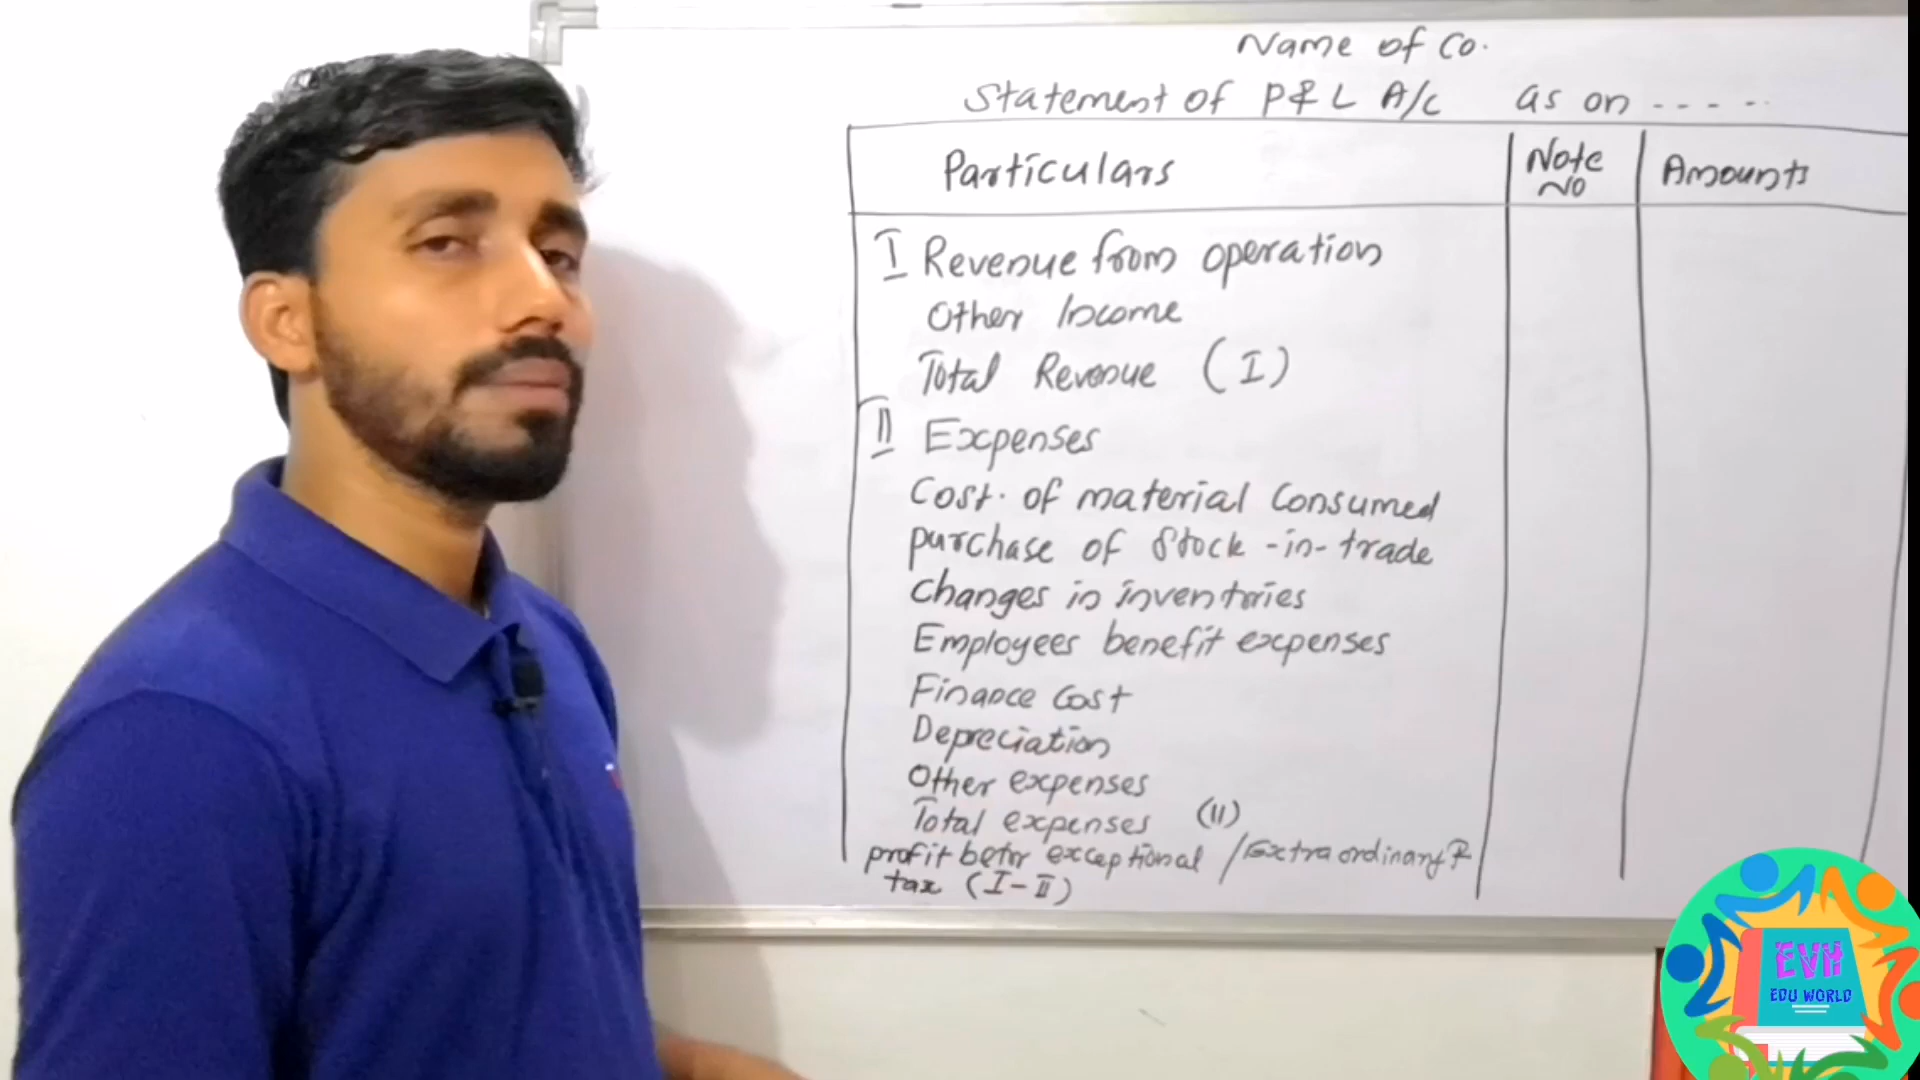 Name of Co.
Statement of P & L A/c as on -----
Particulars
Note No
Amounts
I Revenue from operation
Other Income
Total Revenue (I)
II Expenses
Cost. of material Consumed
purchase of Stock-in-trade
Changes in inventories
Employees benefit expenses
Finance Cost
Depreciation
Other expenses
Total expenses (II)
profit befor exceptional / Extra ordinary &
tax (I-II)
EVH
EDU WORLD